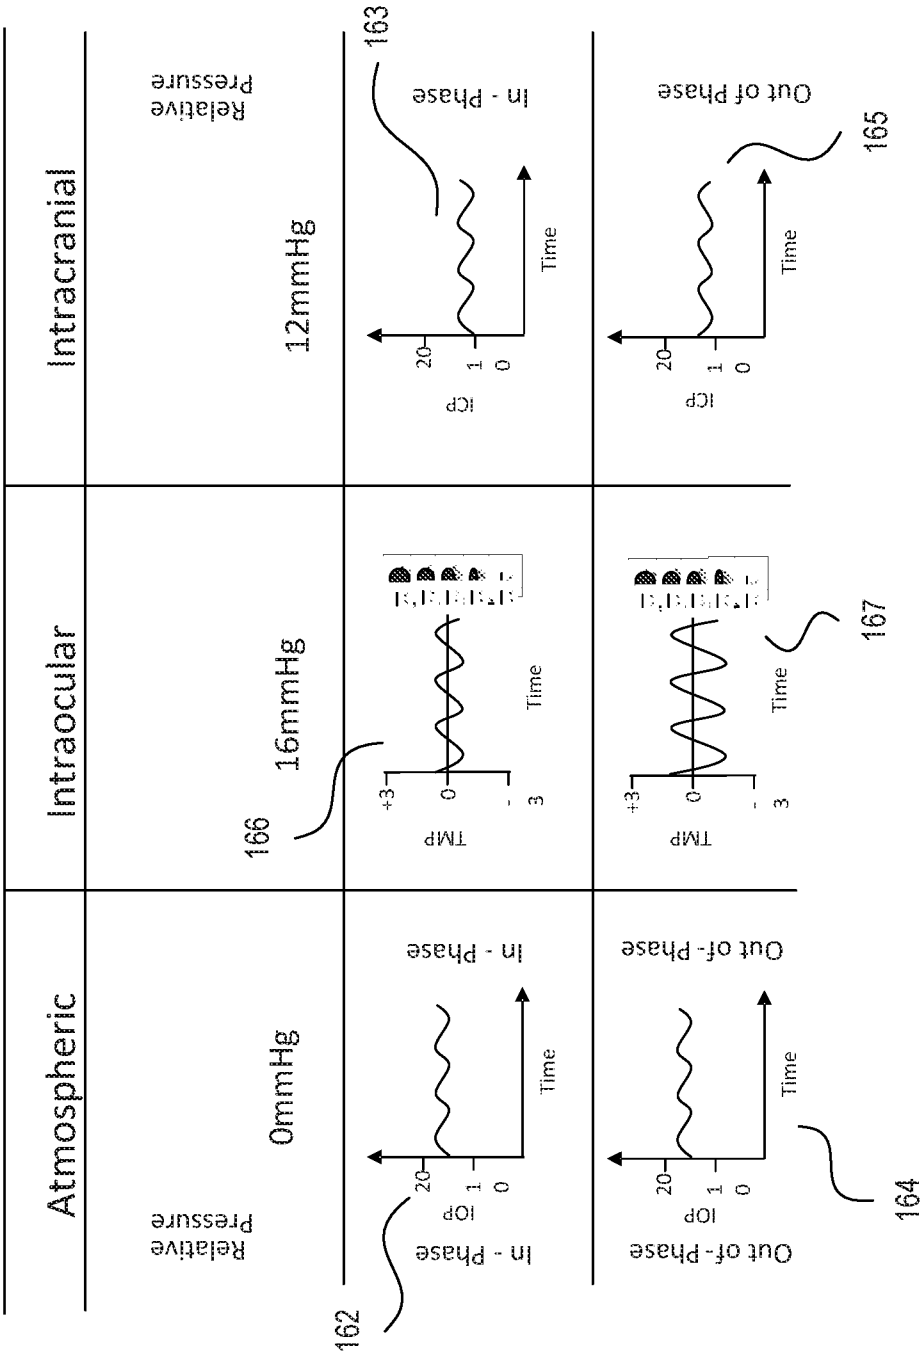 Atmospheric
Intraocular
Intracranial
Relative
Pressure
0mmHg
16mmHg
12mmHg
Relative
Pressure
162
166
163
In - Phase
IOP
20
1
0
Time
In - Phase
TMP
+3
0
-
3
Time
ICP
20
1
0
Time
In - Phase
Out of-Phase
IOP
20
1
0
Time
Out of-Phase
TMP
+3
0
-
3
Time
ICP
20
1
0
Time
Out of Phase
164
167
165